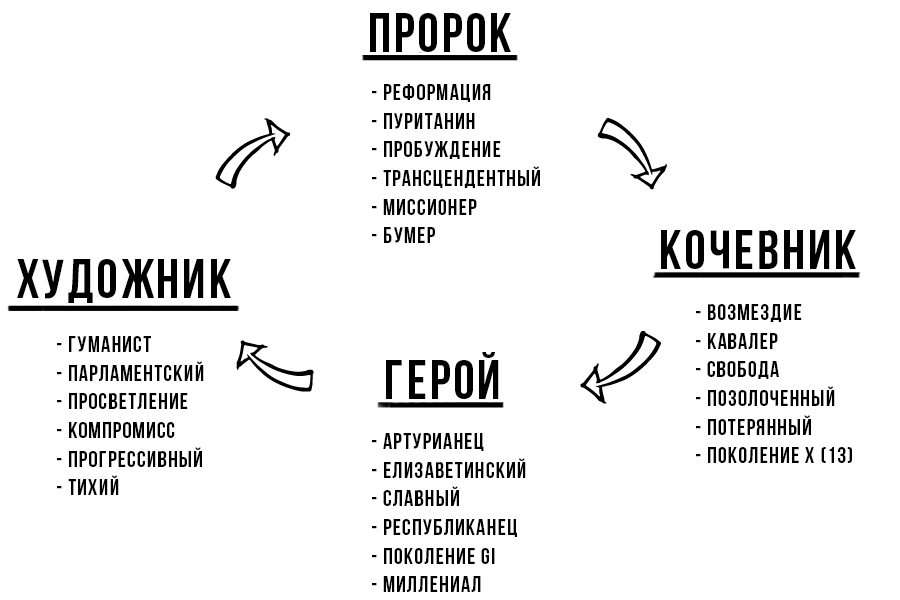 ПРОРОК
- РЕФОРМАЦИЯ
- ПУРИТАНИН
- ПРОБУЖДЕНИЕ
- ТРАНСЦЕНДЕНТНЫЙ
- МИССИОНЕР
- БУМЕР
КОЧЕВНИК
- ВОЗМЕЗДИЕ
- КАВАЛЕР
- СВОБОДА
- ПОЗОЛОЧЕННЫЙ
- ПОТЕРЯННЫЙ
- ПОКОЛЕНИЕ X (13)
ГЕРОЙ
- АРТУРИАНЕЦ
- ЕЛИЗАВЕТИНСКИЙ
- СЛАВНЫЙ
- РЕСПУБЛИКАНЕЦ
- ПОКОЛЕНИЕ GI
- МИЛЛЕНИАЛ
ХУДОЖНИК
- ГУМАНИСТ
- ПАРЛАМЕНТСКИЙ
- ПРОСВЕТЛЕНИЕ
- КОМПРОМИСС
- ПРОГРЕССИВНЫЙ
- ТИХИЙ